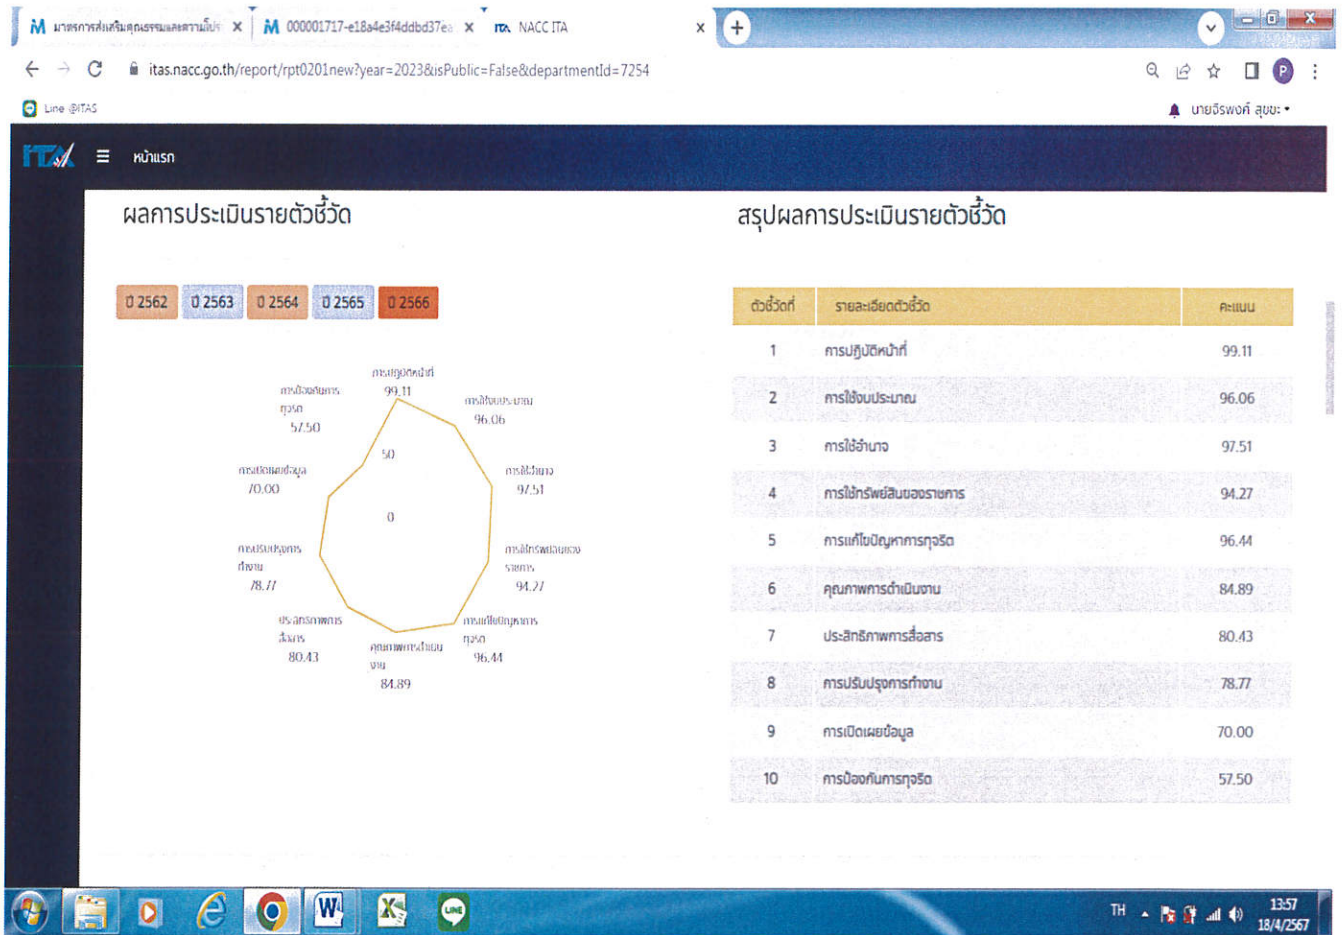 มาตรการส่งเสริมคุณธรรมและความโปร่
000001717-e18a4e3f4ddbd37ea
ITA NACC ITA
itas.nacc.go.th/report/rpt0201new?year=2023&isPublic=False&departmentId=7254
P
Line @ITAS
นายจิรพงศ์ สุขขะ
ITA
หน้าแรก
ผลการประเมินรายตัวชี้วัด
ปี 2562 ปี 2563 ปี 2564 ปี 2565 ปี 2566
การปฏิบัติหน้าที่
99.11
การใช้งบประมาณ
96.06
การใช้อำนาจ
97.51
การใช้ทรัพย์สินของ
ราชการ
94.27
การแก้ไขปัญหาการ
ทุจริต
96.44
คุณภาพการดำเนิน
งาน
84.89
ประสิทธิภาพการ
สื่อสาร
80.43
การปรับปรุงการ
ทำงาน
78.77
การเปิดเผยข้อมูล
70.00
การป้องกันการ
ทุจริต
57.50
50
0
สรุปผลการประเมินรายตัวชี้วัด
ตัวชี้วัดที่ รายละเอียดตัวชี้วัด คะแนน
1 การปฏิบัติหน้าที่ 99.11
2 การใช้งบประมาณ 96.06
3 การใช้อำนาจ 97.51
4 การใช้ทรัพย์สินของราชการ 94.27
5 การแก้ไขปัญหาการทุจริต 96.44
6 คุณภาพการดำเนินงาน 84.89
7 ประสิทธิภาพการสื่อสาร 80.43
8 การปรับปรุงการทำงาน 78.77
9 การเปิดเผยข้อมูล 70.00
10 การป้องกันการทุจริต 57.50
W
LINE
TH
13:57
18/4/2567